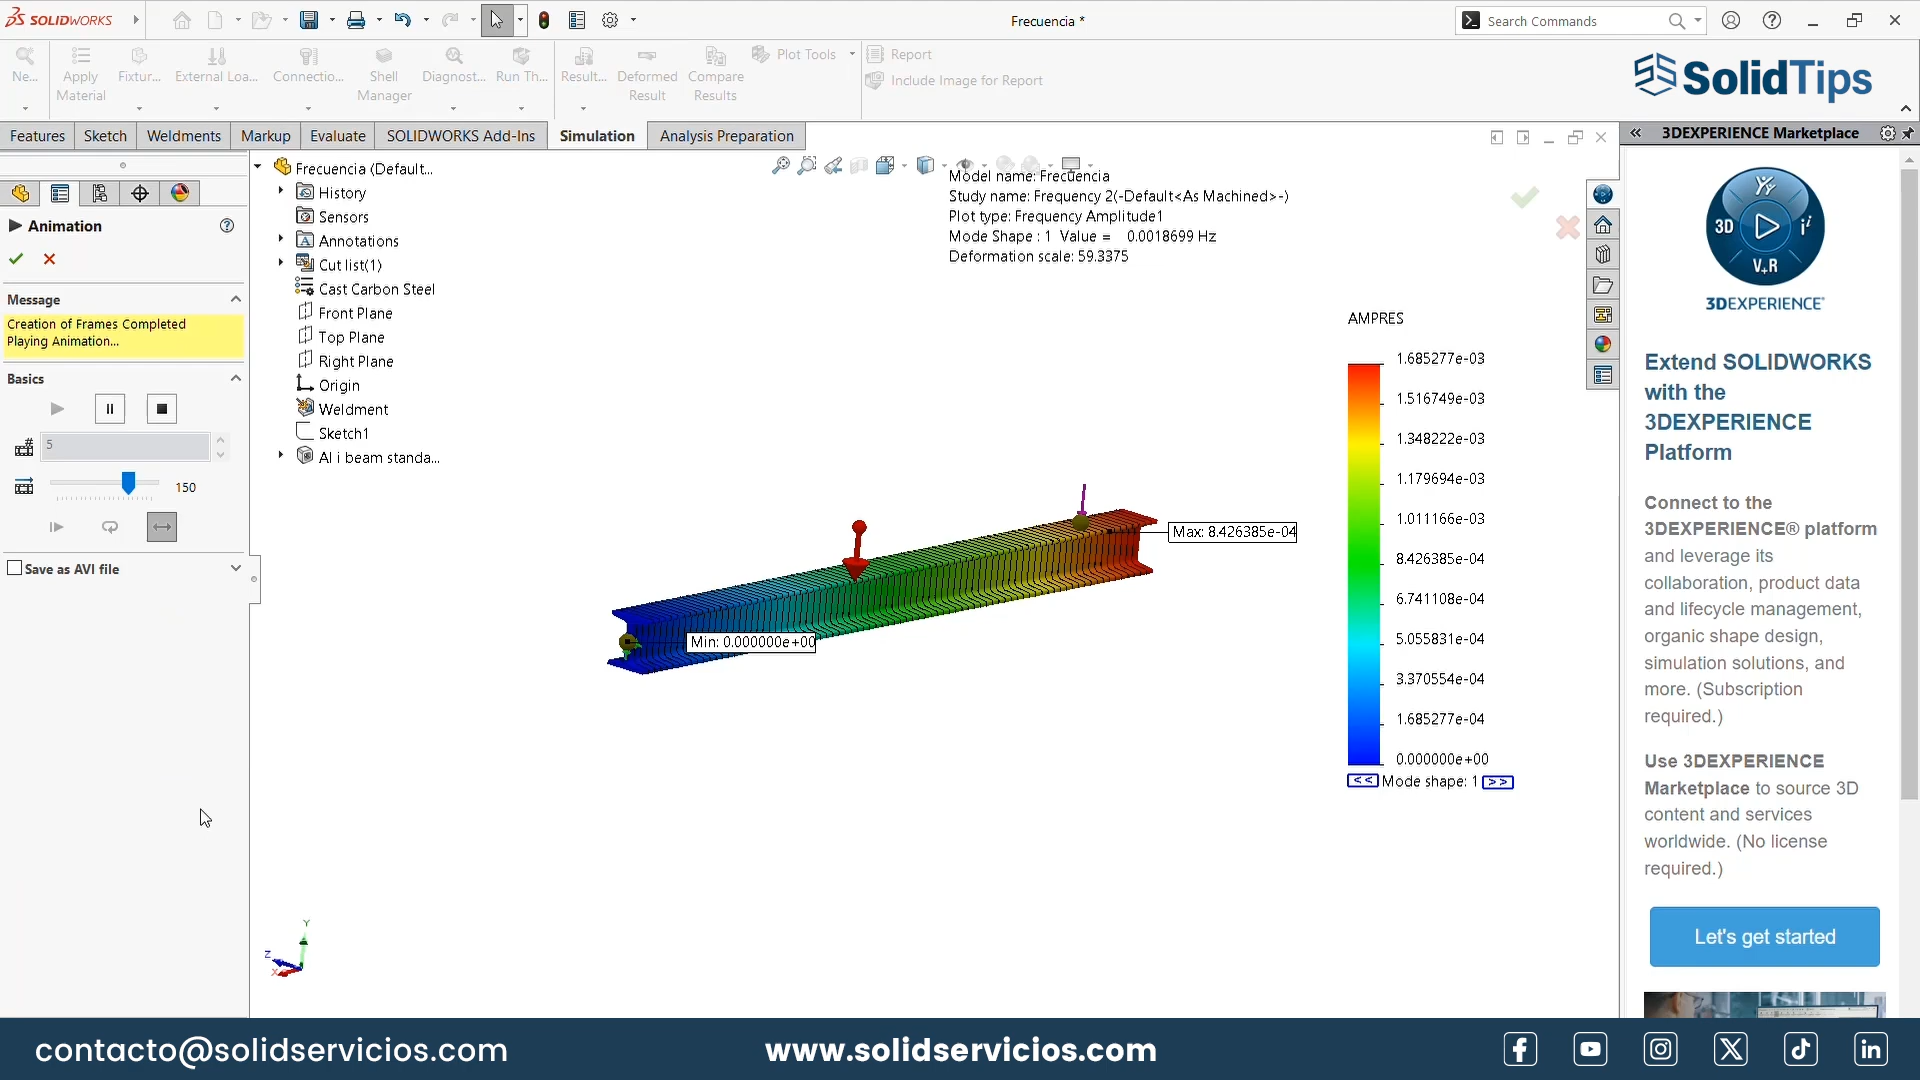 SOLIDWORKS
Frecuencia *
Search Commands
Ne...
Apply Material
Fixtur...
External Loa...
Connectio...
Shell Manager
Diagnost...
Run Th...
Result...
Deformed Result
Compare Results
Plot Tools
Report
Include Image for Report
SolidTips
Features
Sketch
Weldments
Markup
Evaluate
SOLIDWORKS Add-Ins
Simulation
Analysis Preparation
3DEXPERIENCE Marketplace
Animation
Message
Creation of Frames Completed
Playing Animation...
Basics
5
150
Save as AVI file
Frecuencia (Default...
History
Sensors
Annotations
Cut list(1)
Cast Carbon Steel
Front Plane
Top Plane
Right Plane
Origin
Weldment
Sketch1
AI i beam standa...
Model name: Frecuencia
Study name: Frequency 2(-Default<As Machined>-)
Plot type: Frequency Amplitude1
Mode Shape : 1 Value = 0.0018699 Hz
Deformation scale: 59.3375
AMPRES
1.685277e-03
1.516749e-03
1.348222e-03
1.179694e-03
1.011166e-03
8.426385e-04
6.741108e-04
5.055831e-04
3.370554e-04
1.685277e-04
0.000000e+00
<< Mode shape: 1 >>
Max: 8.426385e-04
Min: 0.000000e+00
Y
Z
X
3D
V+R
3DEXPERIENCE®
Extend SOLIDWORKS
with the
3DEXPERIENCE
Platform
Connect to the
3DEXPERIENCE® platform
and leverage its
collaboration, product data
and lifecycle management,
organic shape design,
simulation solutions, and
more. (Subscription
required.)
Use 3DEXPERIENCE
Marketplace to source 3D
content and services
worldwide. (No license
required.)
Let's get started
contacto@solidservicios.com
www.solidservicios.com